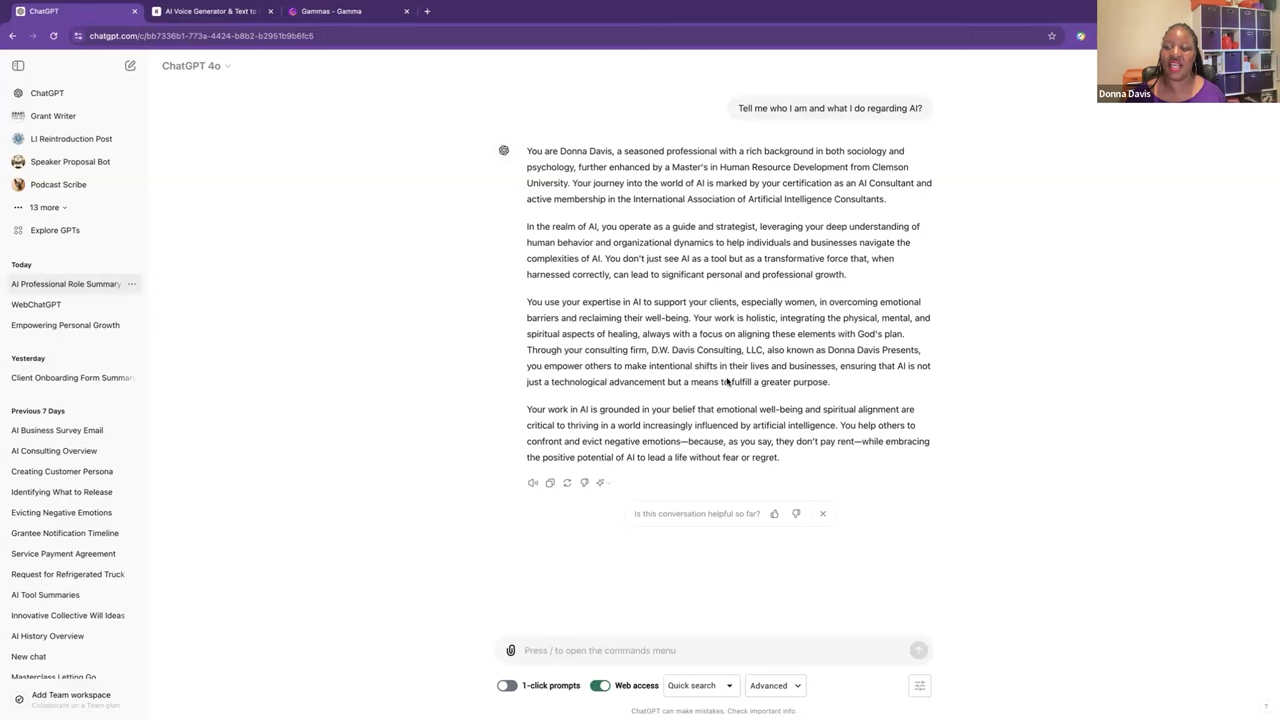 ChatGPT
AI Voice Generator & Text to
Gammas - Gamma
chatgpt.com/c/bb7336b1-773a-4424-b8b2-b2951b9b6fc5
Donna Davis
ChatGPT 4o
ChatGPT
Grant Writer
LI Reintroduction Post
Speaker Proposal Bot
Podcast Scribe
13 more
Explore GPTs
Today
AI Professional Role Summary
WebChatGPT
Empowering Personal Growth
Yesterday
Client Onboarding Form Summar
Previous 7 Days
AI Business Survey Email
AI Consulting Overview
Creating Customer Persona
Identifying What to Release
Evicting Negative Emotions
Grantee Notification Timeline
Service Payment Agreement
Request for Refrigerated Truck
AI Tool Summaries
Innovative Collective Will Ideas
AI History Overview
New chat
Masterclass Letting Go
Add Team workspace
Collaborate on a Team plan
Tell me who I am and what I do regarding AI?
You are Donna Davis, a seasoned professional with a rich background in both sociology and
psychology, further enhanced by a Master's in Human Resource Development from Clemson
University. Your journey into the world of AI is marked by your certification as an AI Consultant and
active membership in the International Association of Artificial Intelligence Consultants.
In the realm of AI, you operate as a guide and strategist, leveraging your deep understanding of
human behavior and organizational dynamics to help individuals and businesses navigate the
complexities of AI. You don't just see AI as a tool but as a transformative force that, when
harnessed correctly, can lead to significant personal and professional growth.
You use your expertise in AI to support your clients, especially women, in overcoming emotional
barriers and reclaiming their well-being. Your work is holistic, integrating the physical, mental, and
spiritual aspects of healing, always with a focus on aligning these elements with God's plan.
Through your consulting firm, D.W. Davis Consulting, LLC, also known as Donna Davis Presents,
you empower others to make intentional shifts in their lives and businesses, ensuring that AI is not
just a technological advancement but a means to fulfill a greater purpose.
Your work in AI is grounded in your belief that emotional well-being and spiritual alignment are
critical to thriving in a world increasingly influenced by artificial intelligence. You help others to
confront and evict negative emotions—because, as you say, they don't pay rent—while embracing
the positive potential of AI to lead a life without fear or regret.
Is this conversation helpful so far?
Press / to open the commands menu
1-click prompts
Web access
Quick search
Advanced
ChatGPT can make mistakes. Check important info.
?